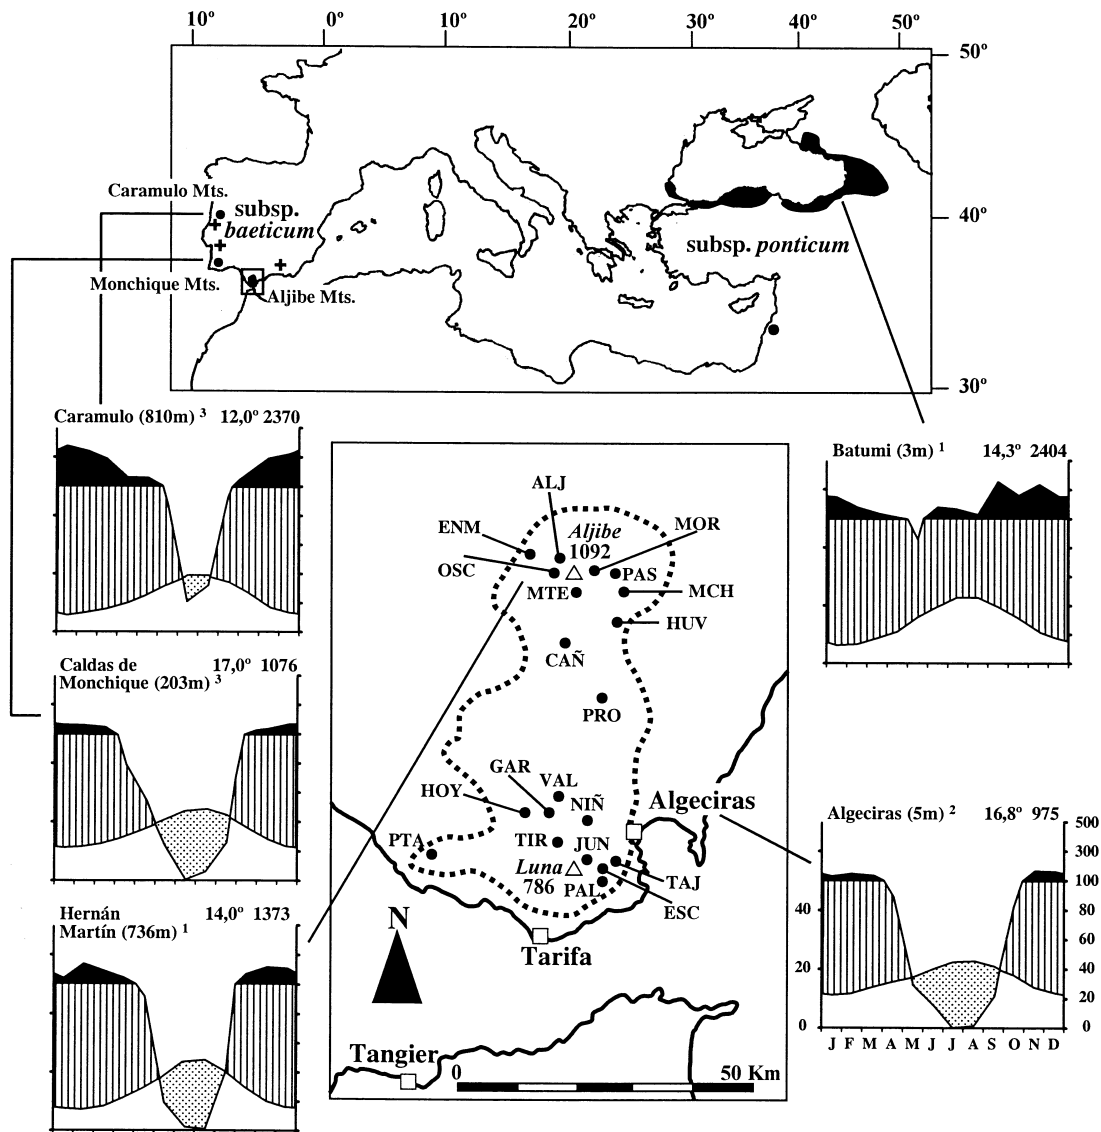 10º 0º 10º 20º 30º 40º 50º
50º
40º
30º
Caramulo Mts.
subsp.
baeticum
Monchique Mts.
Aljibe Mts.
subsp. ponticum
Caramulo (810m) ³ 12,0º 2370
Caldas de
Monchique (203m) ³ 17,0º 1076
Hernán
Martín (736m) ¹ 14,0º 1373
Batumi (3m) ¹ 14,3º 2404
Algeciras (5m) ² 16,8º 975
500
300
100
80
60
40
20
0
40
20
0
J F M A M J J A S O N D
ALJ
ENM
Aljibe
1092
MOR
OSC
MTE
PAS
MCH
HUV
CAÑ
PRO
GAR
VAL
HOY
NIÑ
Algeciras
PTA
TIR
JUN
Luna
786
PAL
TAJ
ESC
N
Tarifa
Tangier
0 50 Km